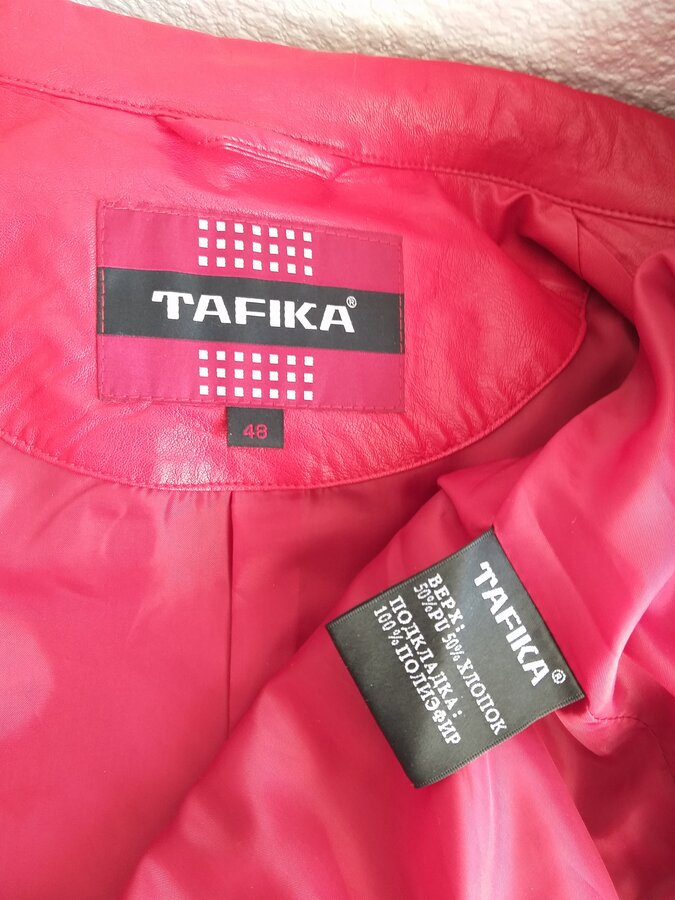 TAFIKA®
48
TAFIKA®
ВЕРХ:
50%PU 50% ХЛОПОК
ПОДКЛАДКА:
100%ПОЛИЭФИР